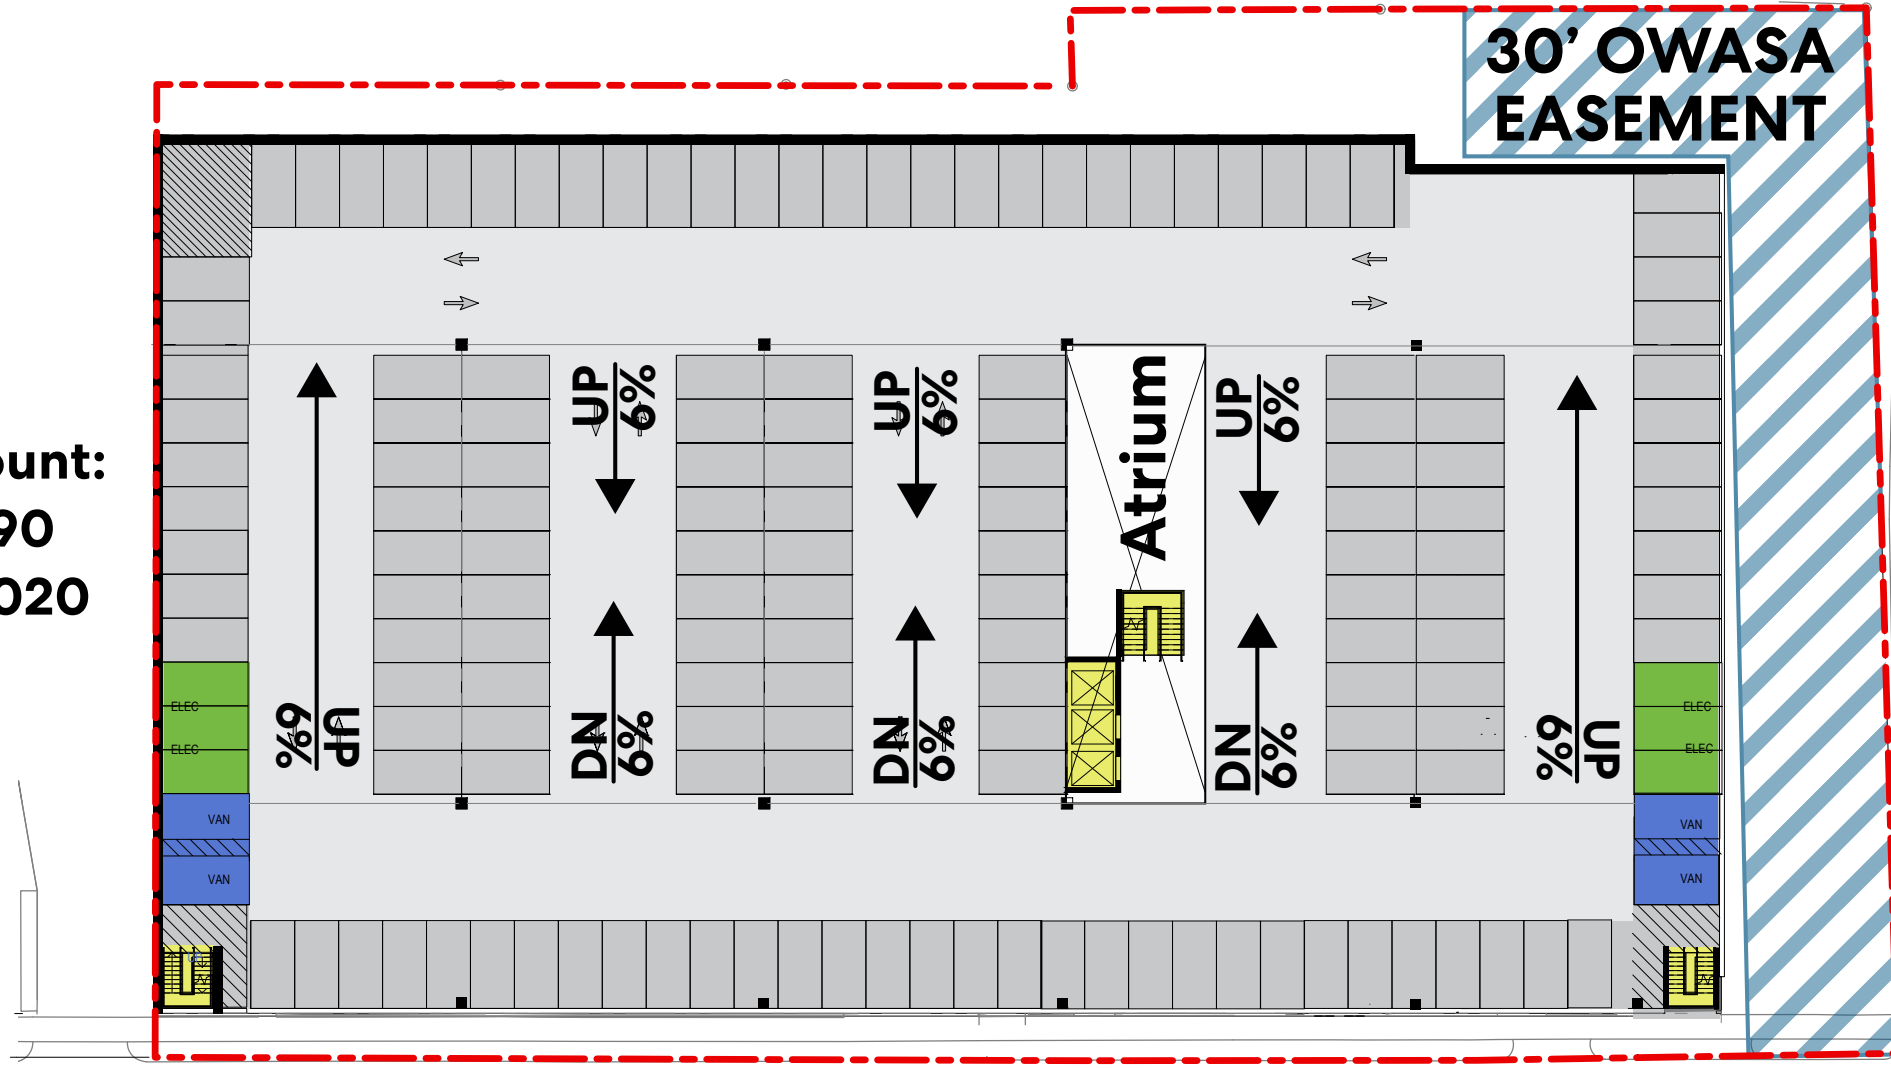 30’ OWASA
EASEMENT
ount:
90
020
UP
6%
UP
6%
UP
6%
Atrium
UP
6%
DN
6%
DN
6%
DN
6%
UP
6%
ELEC
ELEC
ELEC
ELEC
VAN
VAN
VAN
VAN